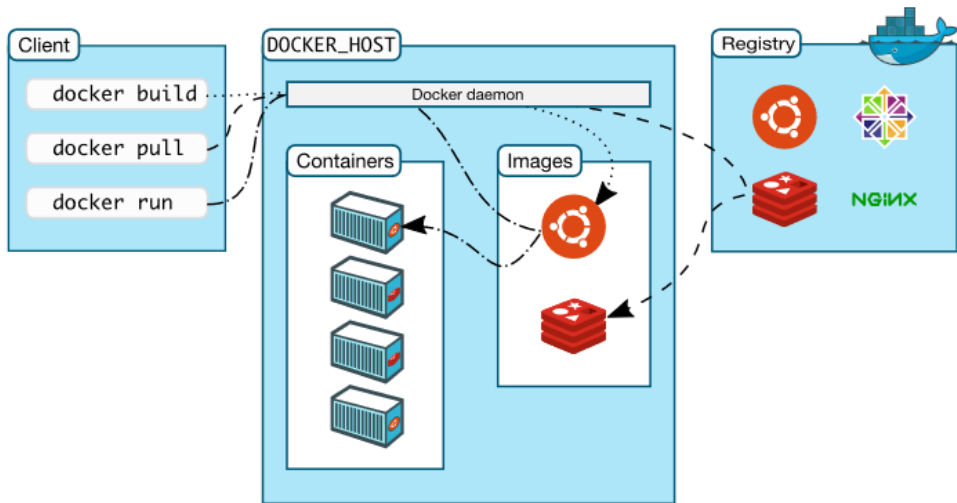 Client
docker build
docker pull
docker run
DOCKER_HOST
Docker daemon
Containers
Images
Registry
NGINX